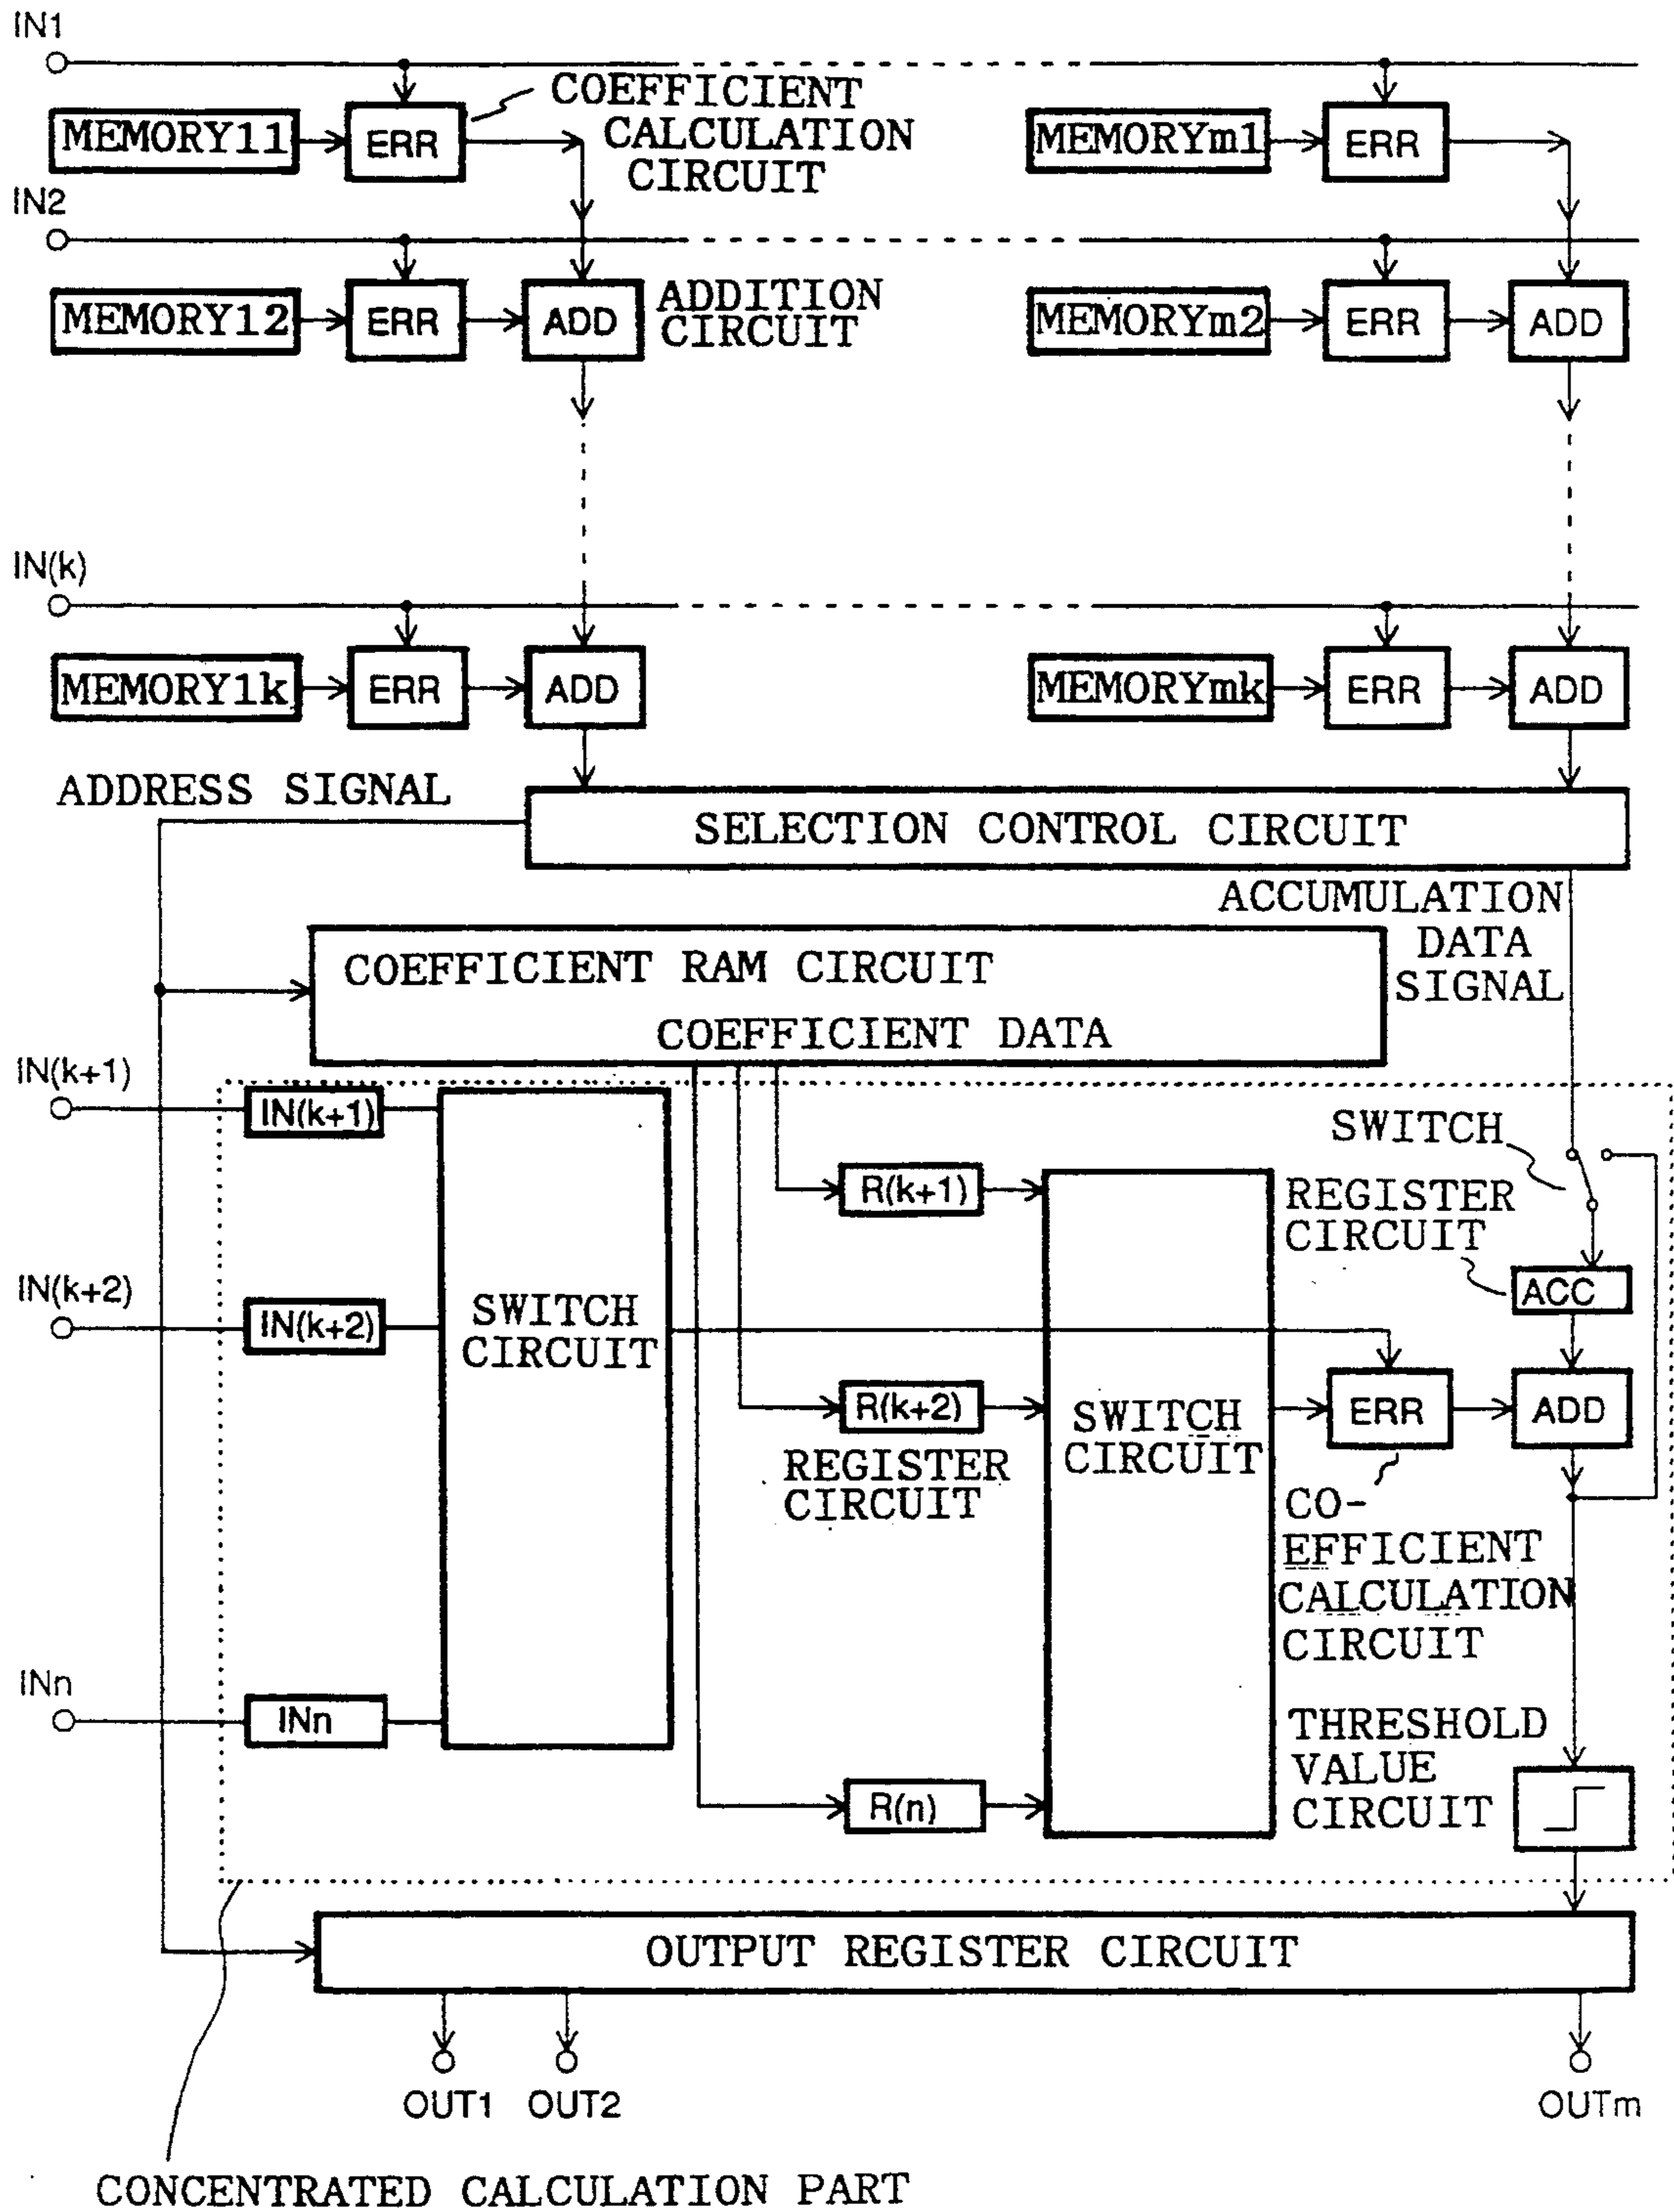 IN1
COEFFICIENT
CALCULATION
CIRCUIT
MEMORY11
ERR
MEMORYm1
ERR
IN2
MEMORY12
ERR
ADD
ADDITION
CIRCUIT
MEMORYm2
ERR
ADD
IN(k)
MEMORY1k
ERR
ADD
MEMORYmk
ERR
ADD
ADDRESS SIGNAL
SELECTION CONTROL CIRCUIT
ACCUMULATION
DATA
SIGNAL
COEFFICIENT RAM CIRCUIT
COEFFICIENT DATA
IN(k+1)
IN(k+1)
SWITCH
R(k+1)
REGISTER
CIRCUIT
IN(k+2)
IN(k+2)
SWITCH
CIRCUIT
ACC
R(k+2)
SWITCH
CIRCUIT
ERR
ADD
REGISTER
CIRCUIT
CO-
EFFICIENT
CALCULATION
CIRCUIT
INn
INn
THRESHOLD
VALUE
CIRCUIT
R(n)
OUTPUT REGISTER CIRCUIT
OUT1
OUT2
OUTm
CONCENTRATED CALCULATION PART